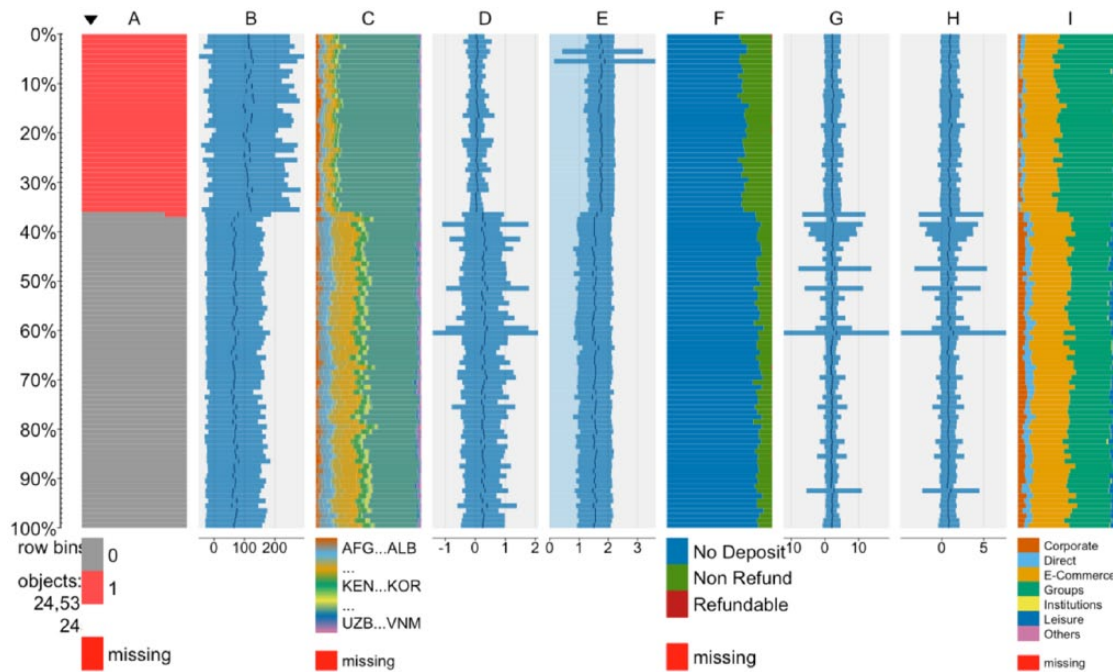 A B C D E F G H I
0%
10%
20%
30%
40%
50%
60%
70%
80%
90%
100%
0 100 200 -1 0 1 2 0 1 2 3 10 0 10 0 5
row bins
objects:
24,53
24
0
1
missing
AFG...ALB
...
KEN...KOR
...
UZB...VNM
missing
No Deposit
Non Refund
Refundable
missing
Corporate
Direct
E-Commerce
Groups
Institutions
Leisure
Others
missing